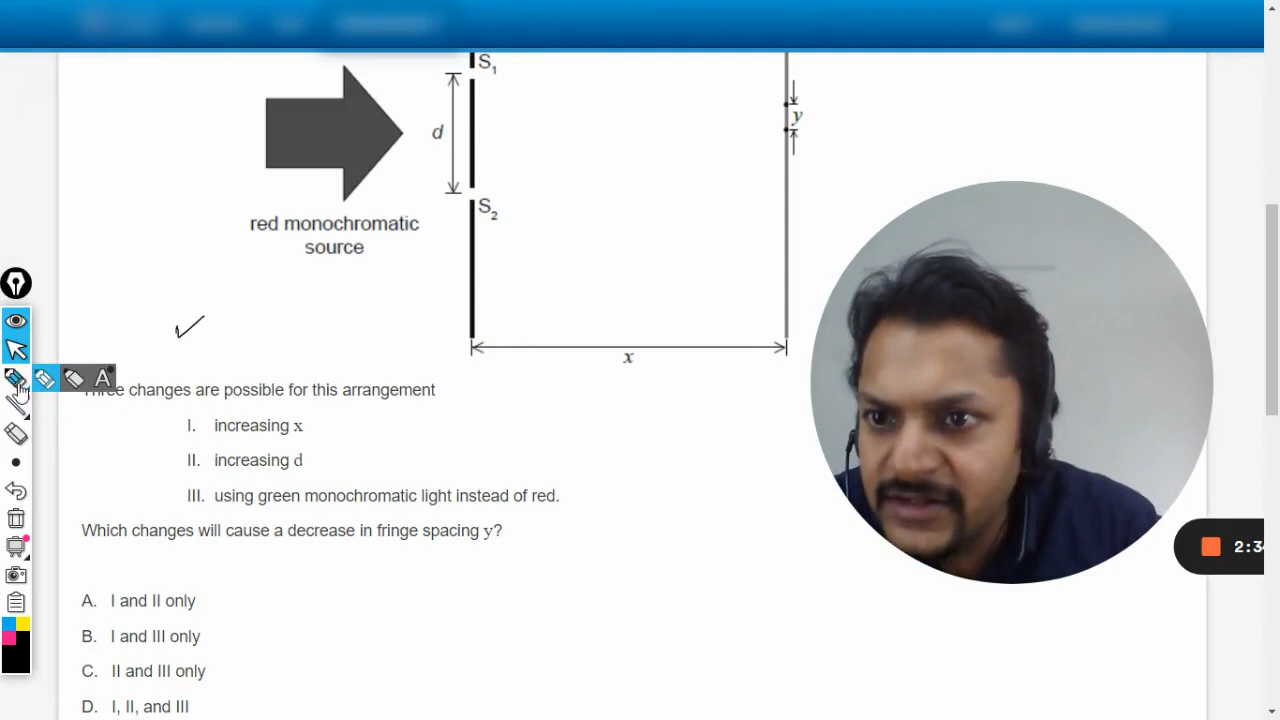 S1
y
d
S2
red monochromatic
source
x
A
Three changes are possible for this arrangement
I. increasing x
II. increasing d
III. using green monochromatic light instead of red.
Which changes will cause a decrease in fringe spacing y?
A. I and II only
B. I and III only
C. II and III only
D. I, II, and III